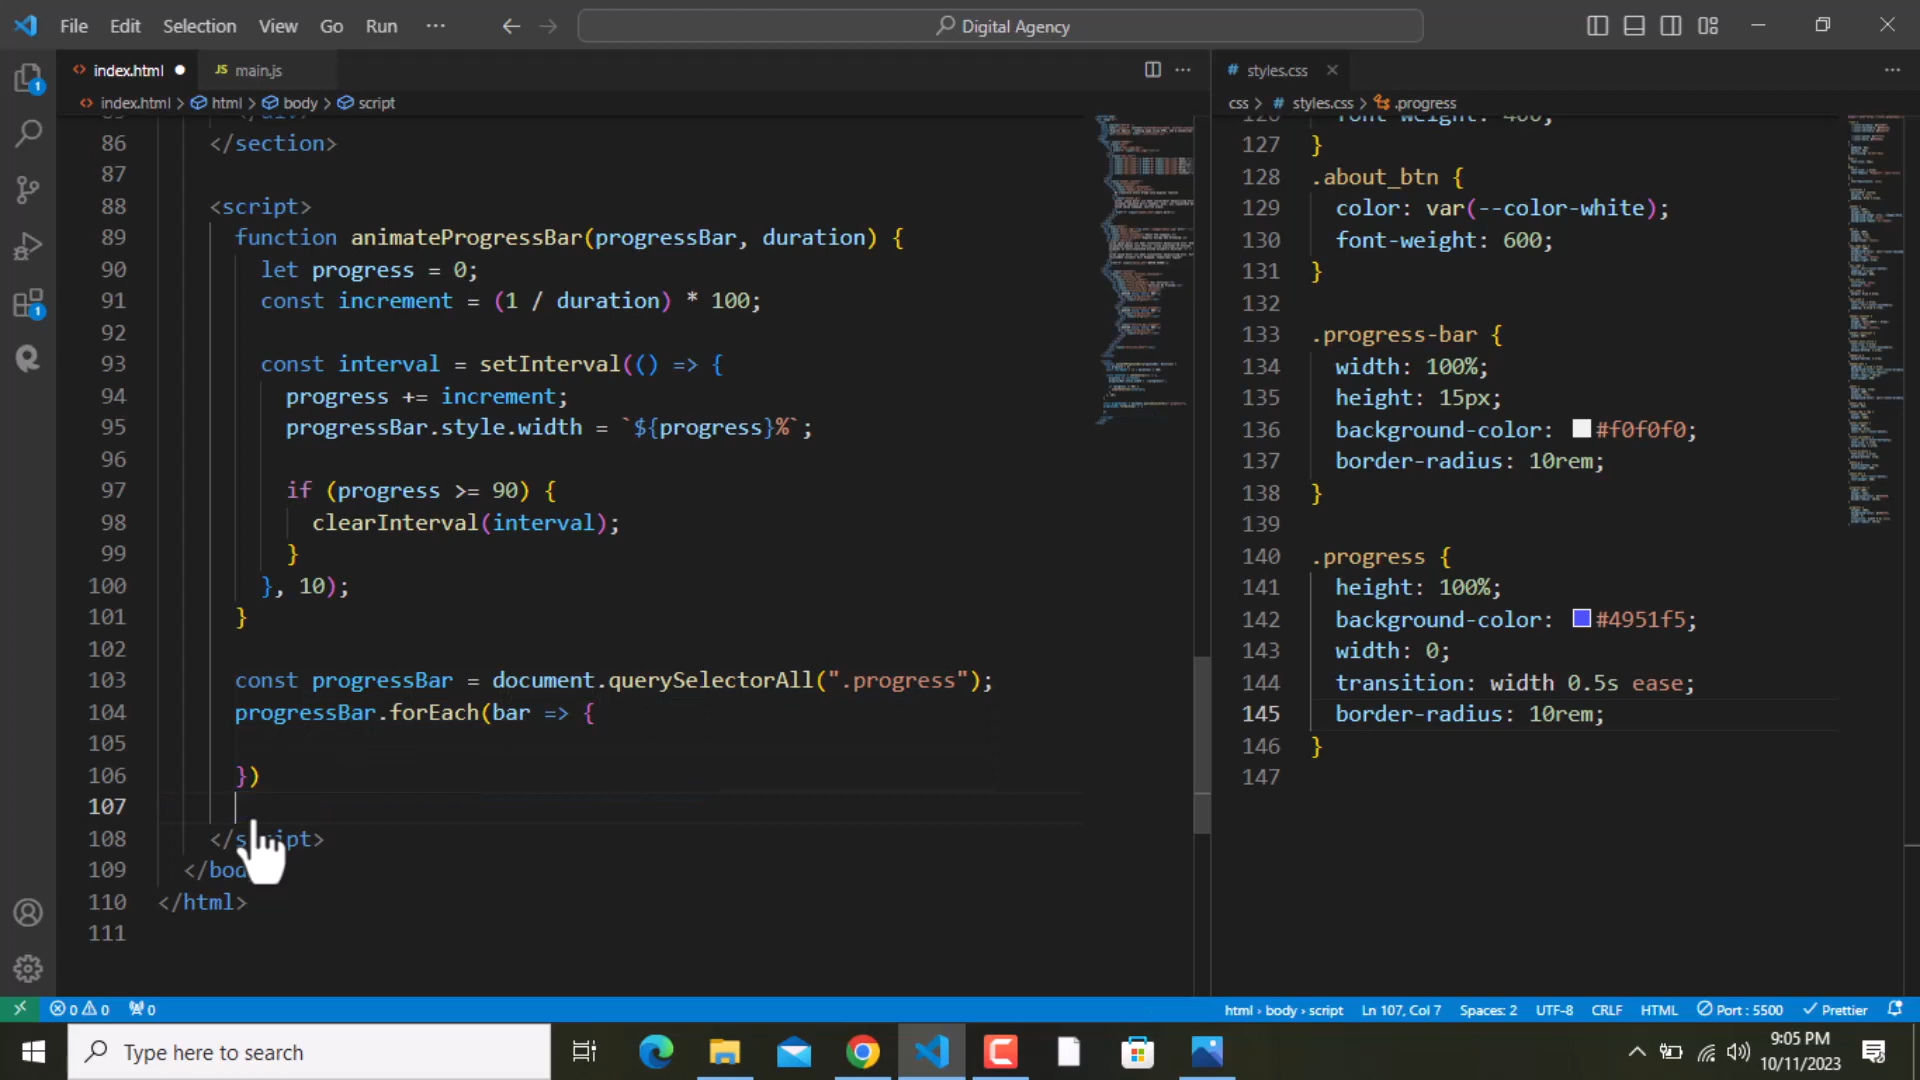 File Edit Selection View Go Run ··· Digital Agency
index.html main.js
index.html > html > body > script
86 </section>
87
88 <script>
89 function animateProgressBar(progressBar, duration) {
90 let progress = 0;
91 const increment = (1 / duration) * 100;
92
93 const interval = setInterval(() => {
94 progress += increment;
95 progressBar.style.width = `${progress}%`;
96
97 if (progress >= 90) {
98 clearInterval(interval);
99 }
100 }, 10);
101 }
102
103 const progressBar = document.querySelectorAll(".progress");
104 progressBar.forEach(bar => {
105
106 })
107
108 </script>
109
110 </html>
111
styles.css
css > styles.css > .progress
127 }
128 .about_btn {
129 color: var(--color-white);
130 font-weight: 600;
131 }
132
133 .progress-bar {
134 width: 100%;
135 height: 15px;
136 background-color: #f0f0f0;
137 border-radius: 10rem;
138 }
139
140 .progress {
141 height: 100%;
142 background-color: #4951f5;
143 width: 0;
144 transition: width 0.5s ease;
145 border-radius: 10rem;
146 }
147
0 0 0 html > body > script Ln 107, Col 7 Spaces: 2 UTF-8 CRLF HTML Port : 5500 Prettier
Type here to search
9:05 PM
10/11/2023